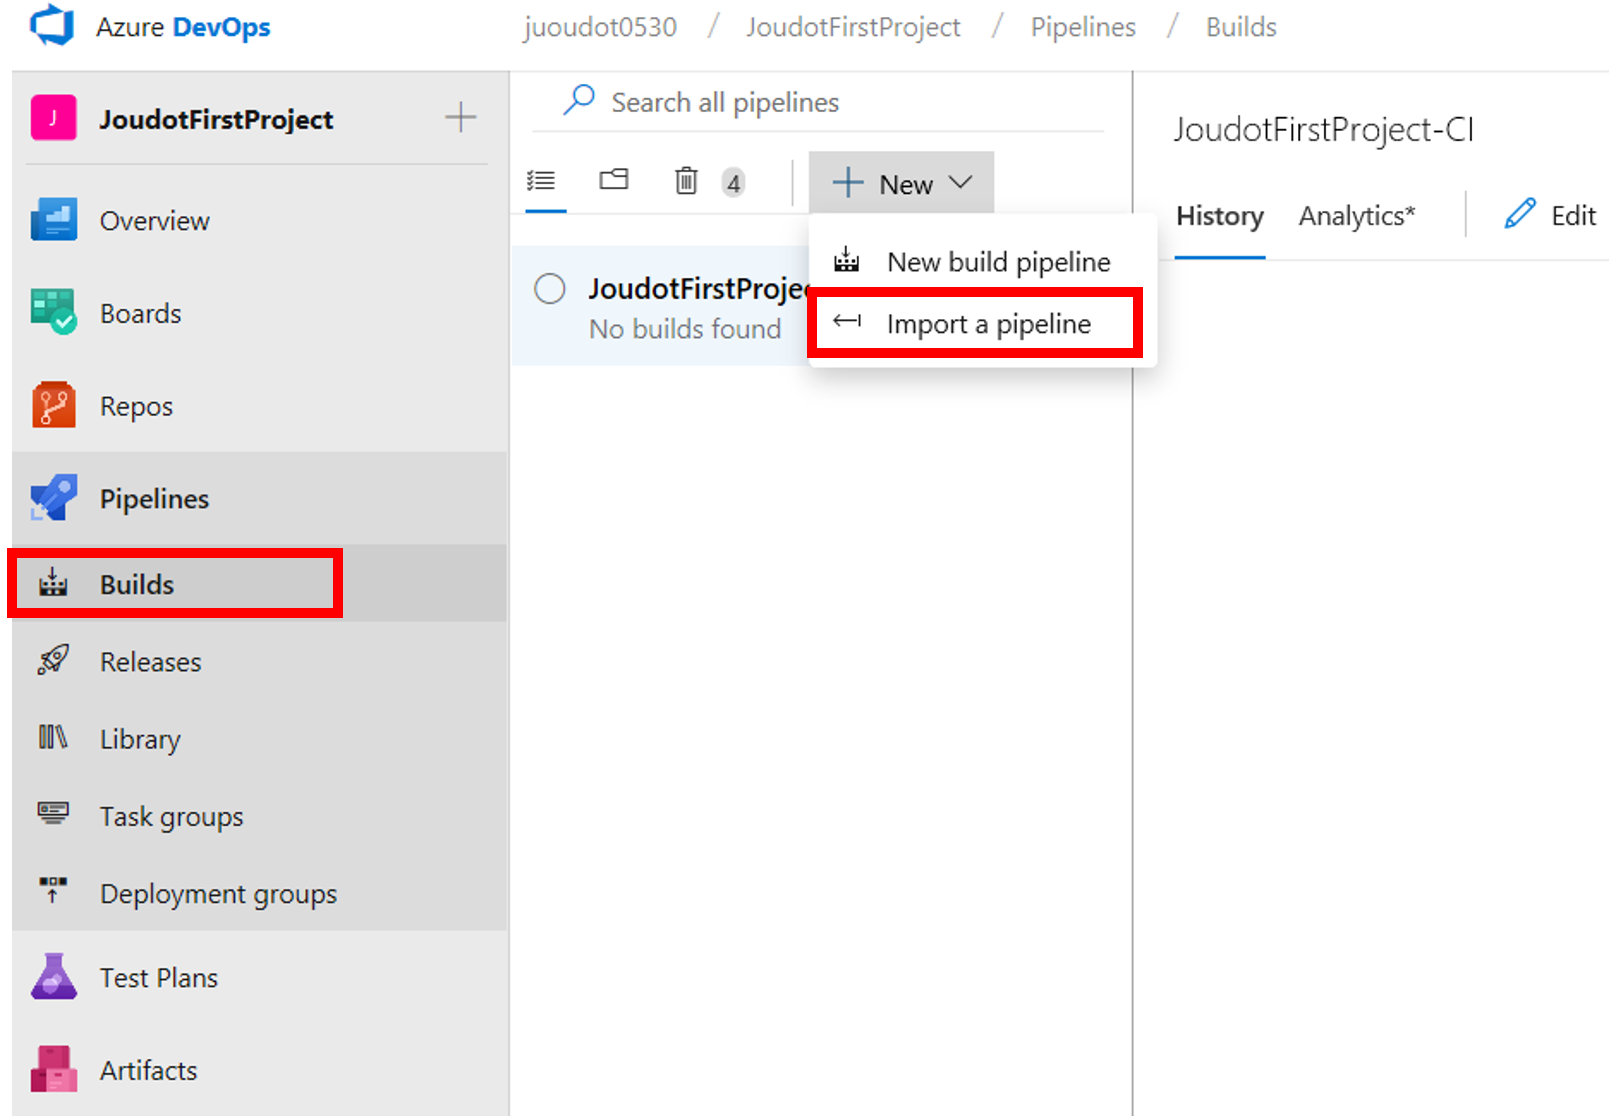 Azure DevOps
juoudot0530 / JoudotFirstProject / Pipelines / Builds
J
JoudotFirstProject
Overview
Boards
Repos
Pipelines
Builds
Releases
Library
Task groups
Deployment groups
Test Plans
Artifacts
Search all pipelines
4
New
New build pipeline
Import a pipeline
JoudotFirstProjec
No builds found
JoudotFirstProject-CI
History Analytics* Edit